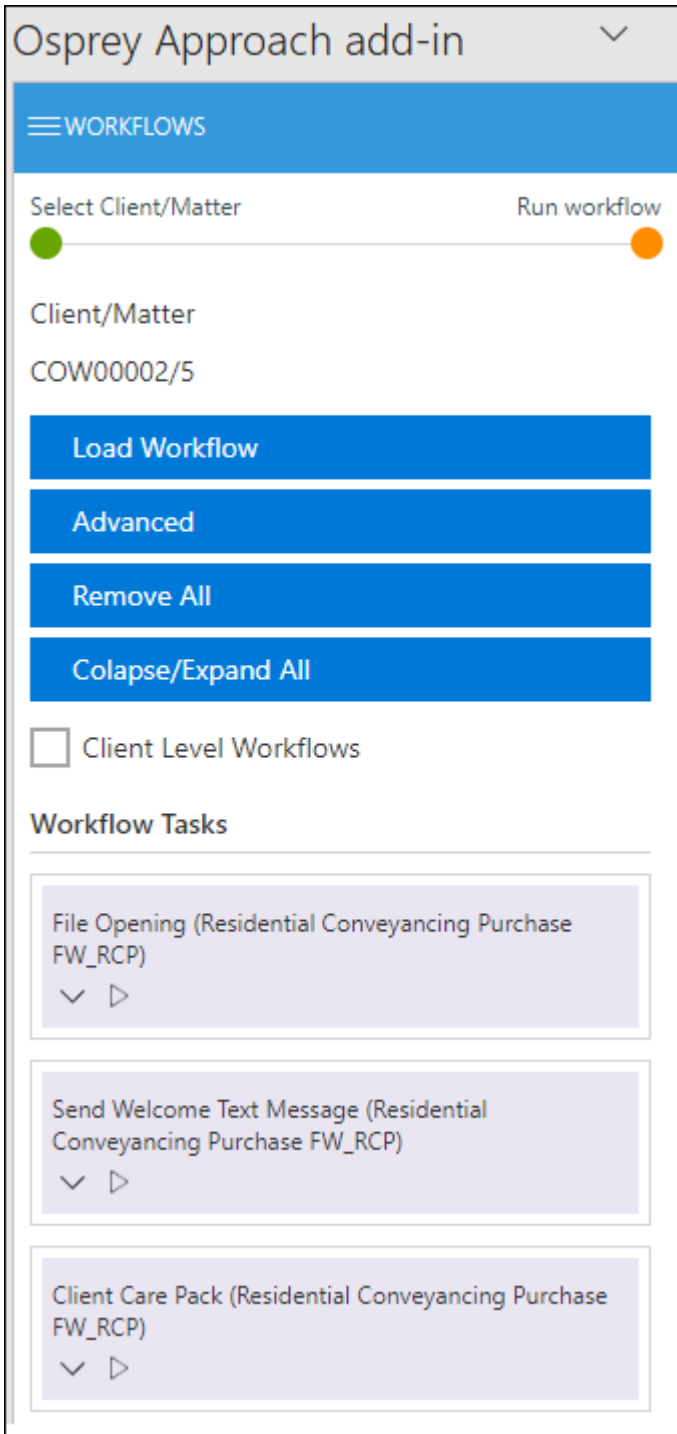 Osprey Approach add-in
WORKFLOWS
Select Client/Matter Run workflow
Client/Matter
COW00002/5
Load Workflow
Advanced
Remove All
Colapse/Expand All
Client Level Workflows
Workflow Tasks
File Opening (Residential Conveyancing Purchase
FW_RCP)
Send Welcome Text Message (Residential
Conveyancing Purchase FW_RCP)
Client Care Pack (Residential Conveyancing Purchase
FW_RCP)